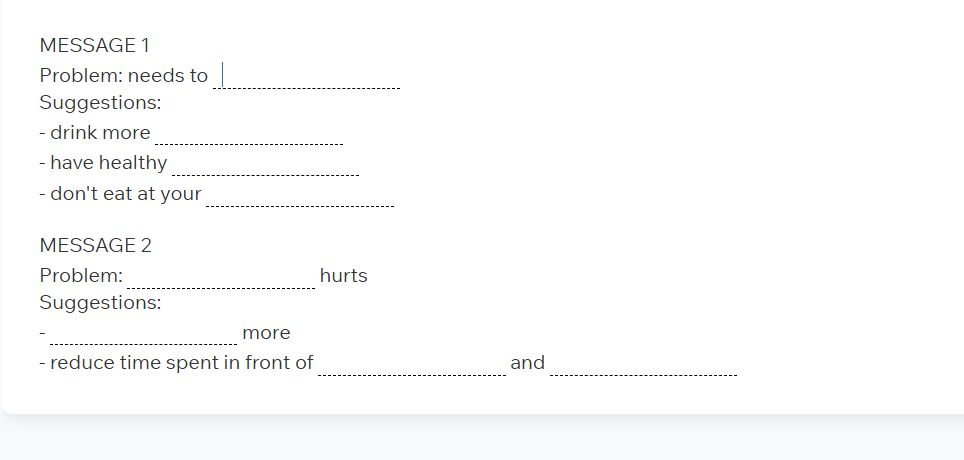 MESSAGE 1
Problem: needs to
Suggestions:
- drink more
- have healthy
- don't eat at your
MESSAGE 2
Problem: hurts
Suggestions:
- more
- reduce time spent in front of and